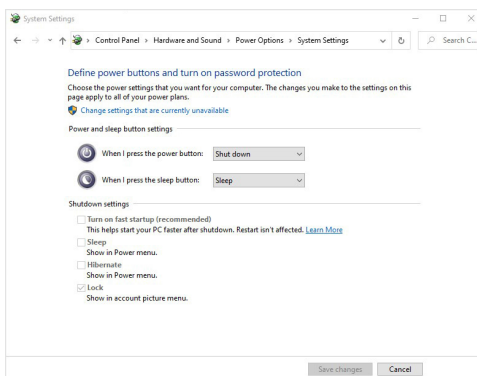 System Settings
Control Panel > Hardware and Sound > Power Options > System Settings
Search C...
Define power buttons and turn on password protection
Choose the power settings that you want for your computer. The changes you make to the settings on this
page apply to all of your power plans.
Change settings that are currently unavailable
Power and sleep button settings
When I press the power button: Shut down
When I press the sleep button: Sleep
Shutdown settings
Turn on fast startup (recommended)
This helps start your PC faster after shutdown. Restart isn't affected. Learn More
Sleep
Show in Power menu.
Hibernate
Show in Power menu.
Lock
Show in account picture menu.
Save changes Cancel